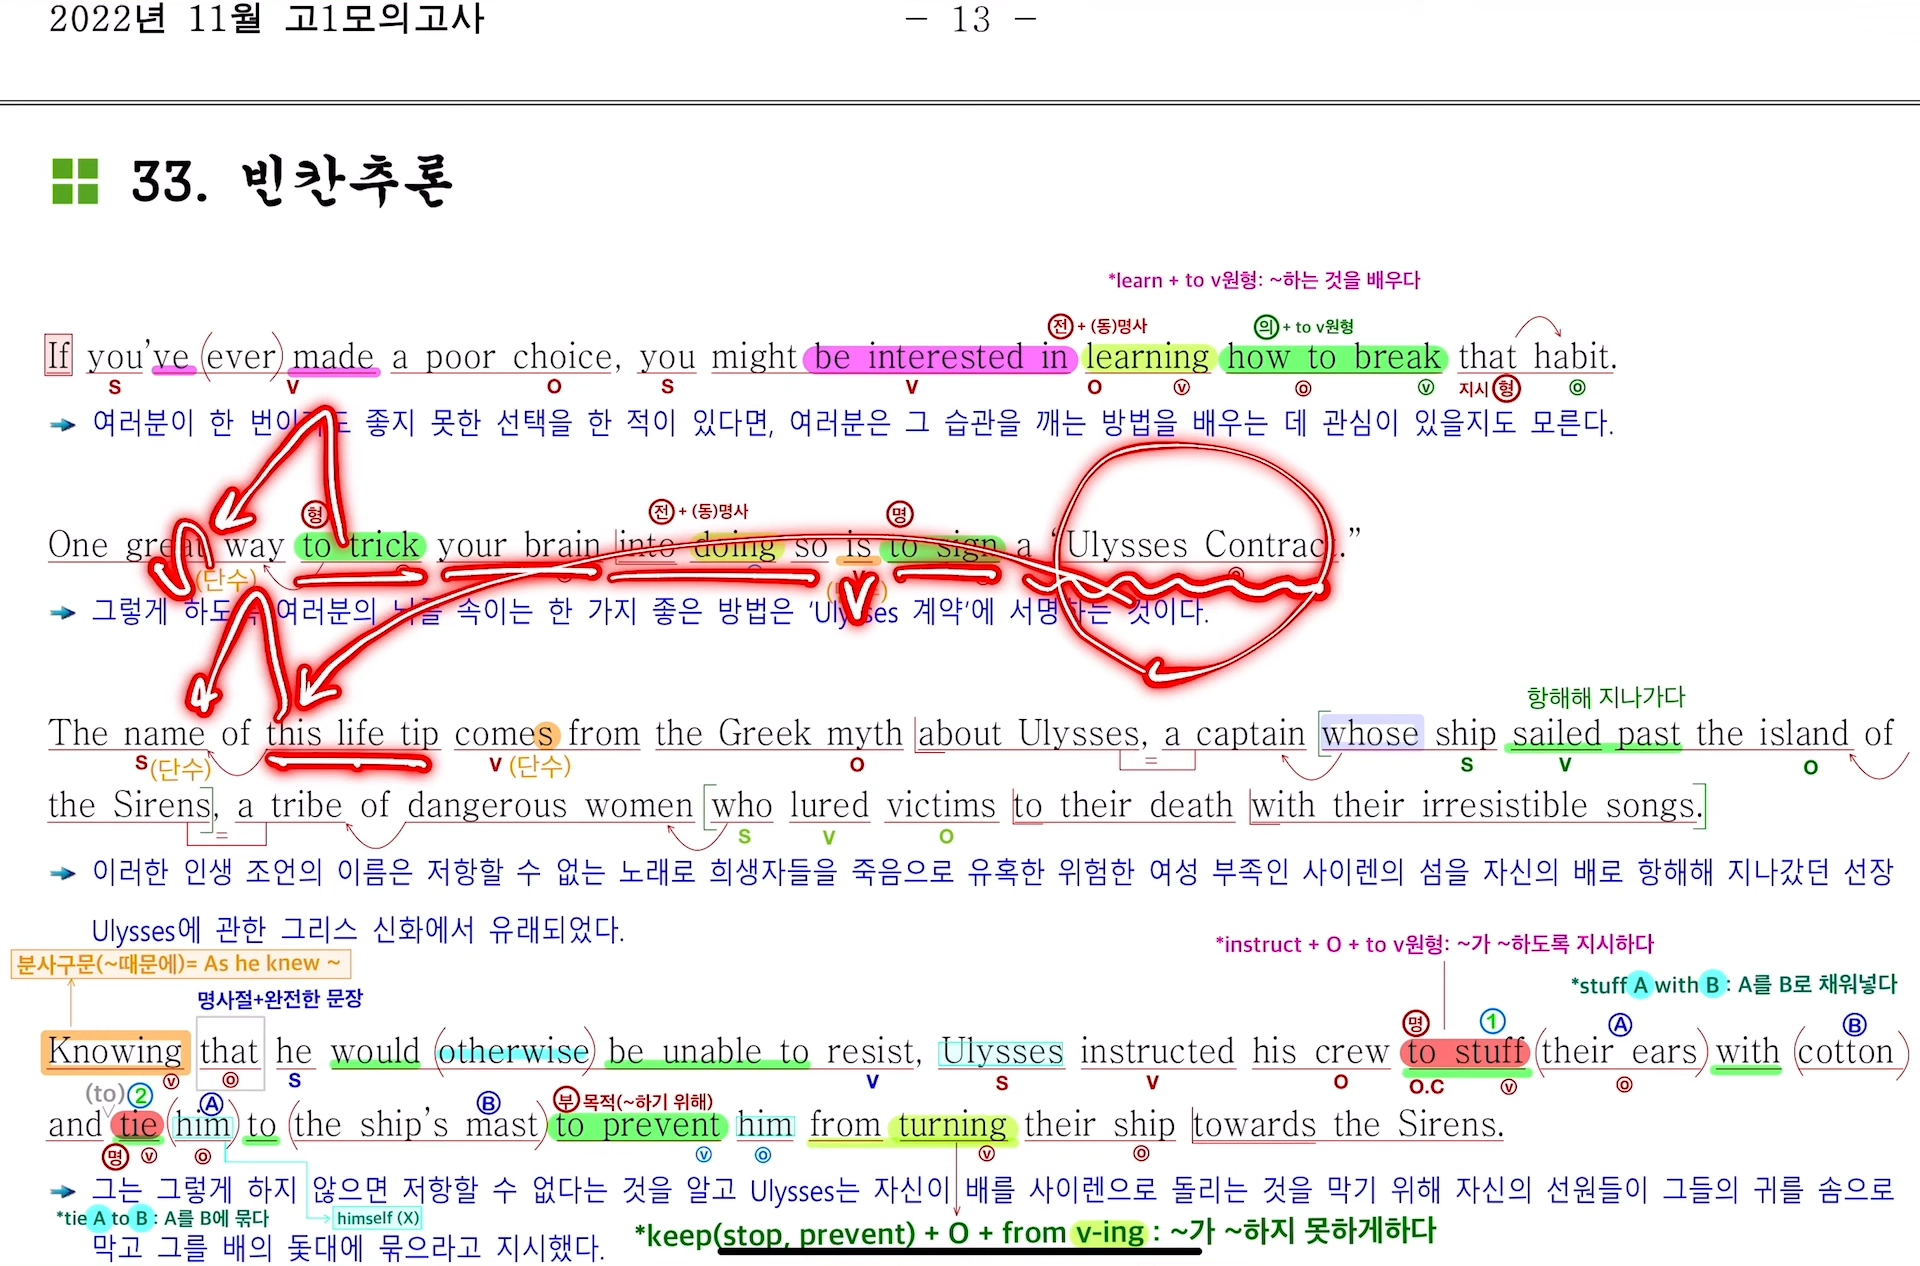 2022년 11월 고1모의고사
- 13 -
33. 빈칸추론
*learn + to v원형: ~하는 것을 배우다
전 + (동)명사 의 + to v원형
If you've (ever) made a poor choice, you might be interested in learning how to break that habit.
S V O S V O ⓥ ⓞ ⓥ 지시 형 ⓞ
여러분이 한 번이라도 좋지 못한 선택을 한 적이 있다면, 여러분은 그 습관을 깨는 방법을 배우는 데 관심이 있을지도 모른다.
형 전 + (동)명사 명
One great way to trick your brain into doing so is to sign a “Ulysses Contract.”
(단수)
그렇게 하도록 여러분의 뇌를 속이는 한 가지 좋은 방법은 ‘Ulysses 계약’에 서명하는 것이다.
항해해 지나가다
The name of this life tip comes from the Greek myth about Ulysses, a captain [whose ship sailed past the island of
S(단수) V (단수) O = S V O
the Sirens], a tribe of dangerous women [who lured victims to their death with their irresistible songs.]
= S V O
이러한 인생 조언의 이름은 저항할 수 없는 노래로 희생자들을 죽음으로 유혹한 위험한 여성 부족인 사이렌의 섬을 자신의 배로 항해해 지나갔던 선장
Ulysses에 관한 그리스 신화에서 유래되었다.
*instruct + O + to v원형: ~가 ~하도록 지시하다
분사구문(~때문에)= As he knew ~
*stuff A with B : A를 B로 채워넣다
명사절+완전한 문장
명 1 A B
Knowing that he would (otherwise) be unable to resist, Ulysses instructed his crew to stuff (their ears) with (cotton)
ⓥ ⓞ S V S V O O.C ⓥ ⓞ
(to) 2 A B 부 목적(~하기 위해)
and tie (him) to (the ship's mast) to prevent him from turning their ship towards the Sirens.
명 ⓥ ⓞ ⓥ ⓞ ⓥ ⓞ
그는 그렇게 하지 않으면 저항할 수 없다는 것을 알고 Ulysses는 자신이 배를 사이렌으로 돌리는 것을 막기 위해 자신의 선원들이 그들의 귀를 솜으로
*tie A to B : A를 B에 묶다
himself (X)
*keep(stop, prevent) + O + from v-ing : ~가 ~하지 못하게하다
막고 그를 배의 돛대에 묶으라고 지시했다.